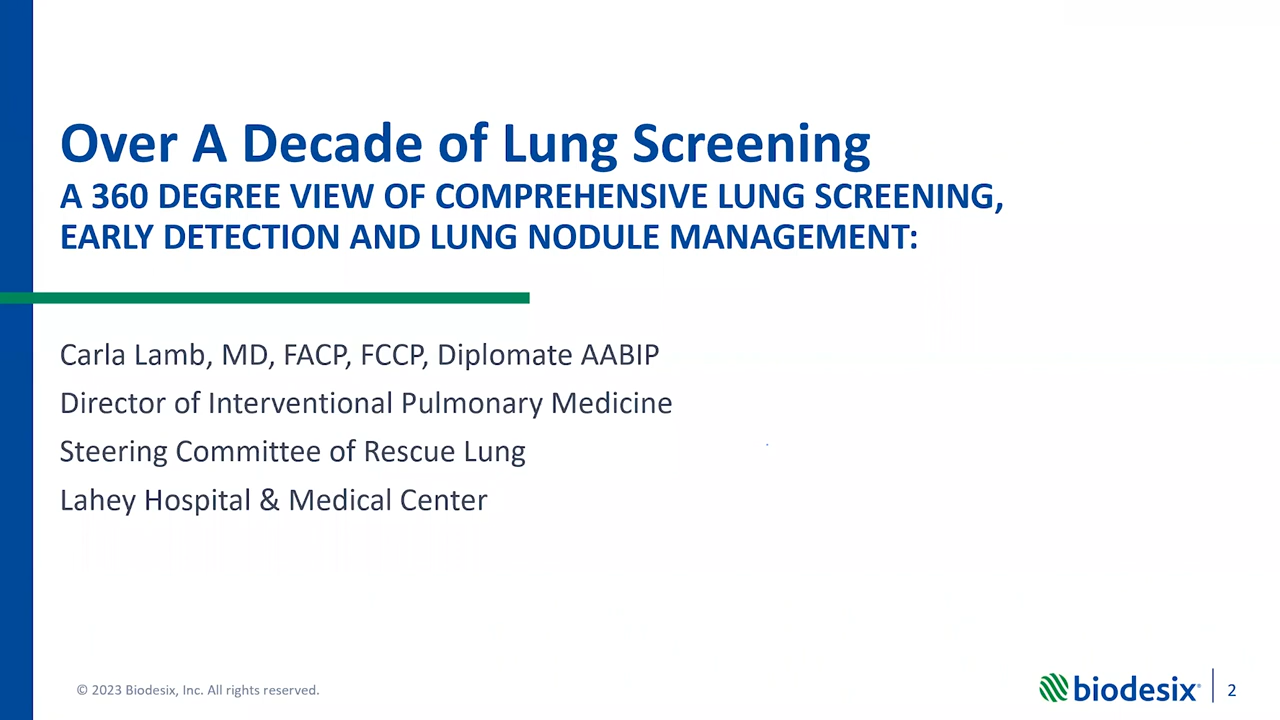 Over A Decade of Lung Screening
A 360 DEGREE VIEW OF COMPREHENSIVE LUNG SCREENING,
EARLY DETECTION AND LUNG NODULE MANAGEMENT:
Carla Lamb, MD, FACP, FCCP, Diplomate AABIP
Director of Interventional Pulmonary Medicine
Steering Committee of Rescue Lung
Lahey Hospital & Medical Center
© 2023 Biodesix, Inc. All rights reserved.
biodesix®
2